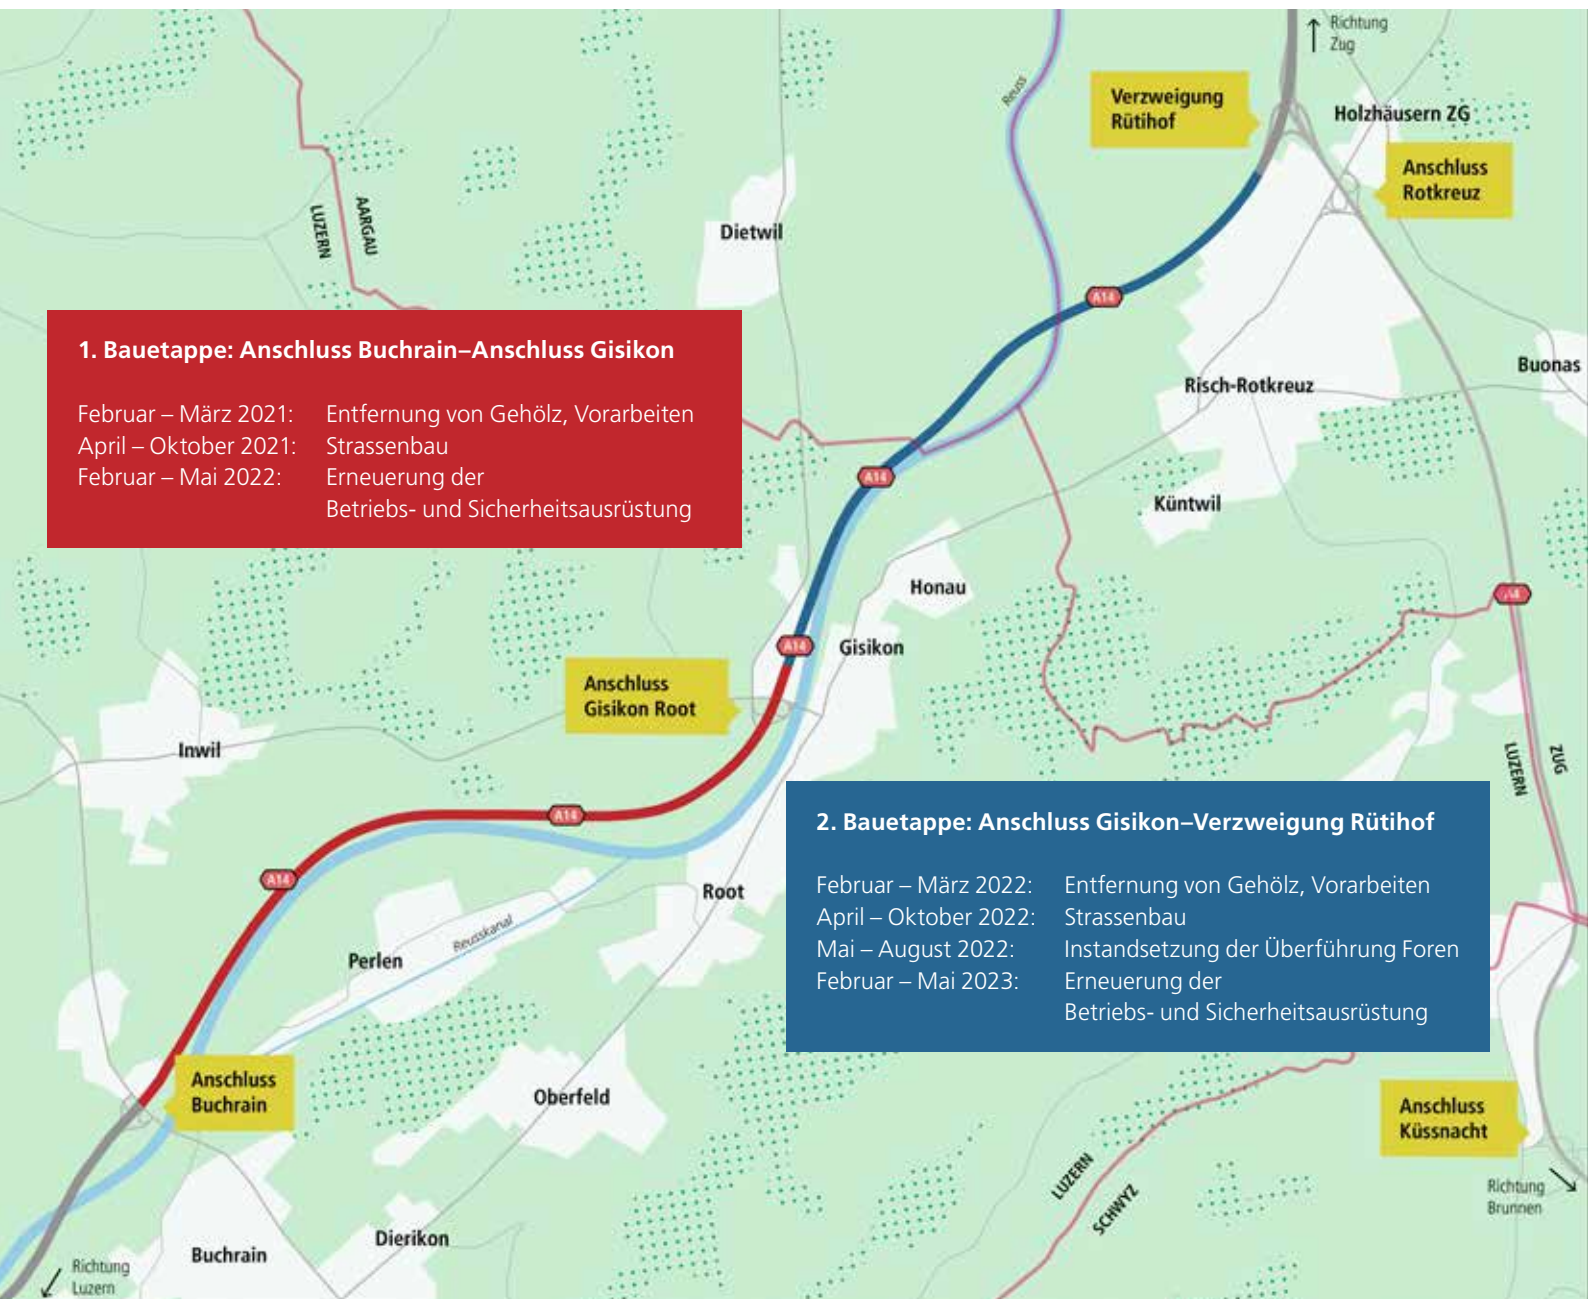 Richtung
Zug
Reuss
Verzweigung
Rütihof
Holzhäusern ZG
Anschluss
Rotkreuz
AARGAU
LUZERN
Dietwil
A14
1. Bauetappe: Anschluss Buchrain–Anschluss Gisikon
Februar – März 2021: Entfernung von Gehölz, Vorarbeiten
April – Oktober 2021: Strassenbau
Februar – Mai 2022: Erneuerung der
Betriebs- und Sicherheitsausrüstung
Buonas
Risch-Rotkreuz
A14
Küntwil
Honau
A4
Gisikon
A14
Anschluss
Gisikon Root
Inwil
ZUG
LUZERN
A14
2. Bauetappe: Anschluss Gisikon–Verzweigung Rütihof
Februar – März 2022: Entfernung von Gehölz, Vorarbeiten
April – Oktober 2022: Strassenbau
Mai – August 2022: Instandsetzung der Überführung Foren
Februar – Mai 2023: Erneuerung der
Betriebs- und Sicherheitsausrüstung
A14
Root
Reusskanal
Perlen
Anschluss
Buchrain
Oberfeld
Anschluss
Küssnacht
LUZERN
SCHWYZ
Richtung
Brunnen
Dierikon
Buchrain
Richtung
Luzern